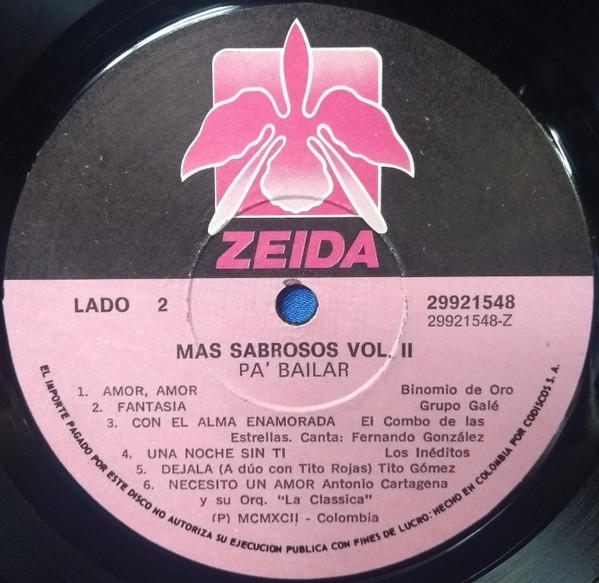 ZEIDA
LADO 2
29921548
29921548-Z
MAS SABROSOS VOL. II
PA' BAILAR
1. AMOR, AMOR Binomio de Oro
2. FANTASIA Grupo Galé
3. CON EL ALMA ENAMORADA El Combo de las
Estrellas. Canta: Fernando González
4. UNA NOCHE SIN TI Los Inéditos
5. DEJALA (A dúo con Tito Rojas) Tito Gómez
6. NECESITO UN AMOR Antonio Cartagena
y su Orq. "La Classica"
(P) MCMXCII - Colombia
EL IMPORTE PAGADO POR ESTE DISCO NO AUTORIZA SU EJECUCION PUBLICA CON FINES DE LUCRO: HECHO EN COLOMBIA POR CODISCOS S.A.